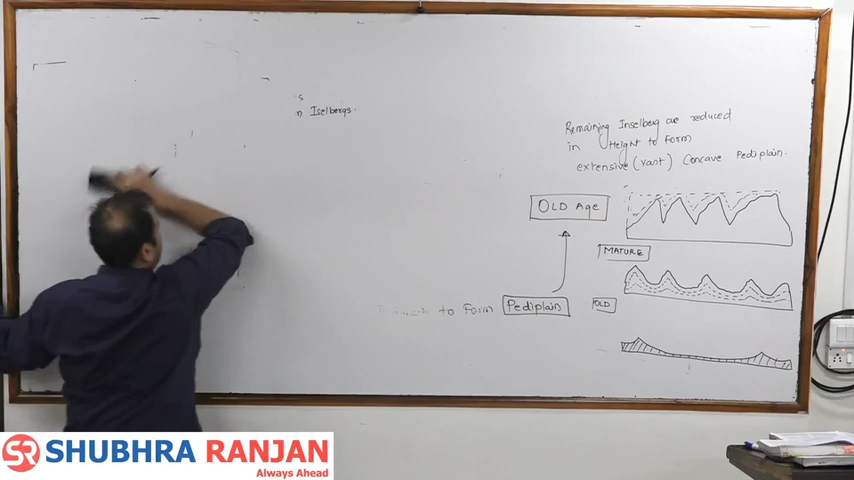 s
n Iselbergs.
Remaining Inselberg are reduced
in Height to Form
extensive (vast) Concave Pediplain.
OLD Age
MATURE
to Form Pediplain
OLD
SR SHUBHRA RANJAN
Always Ahead